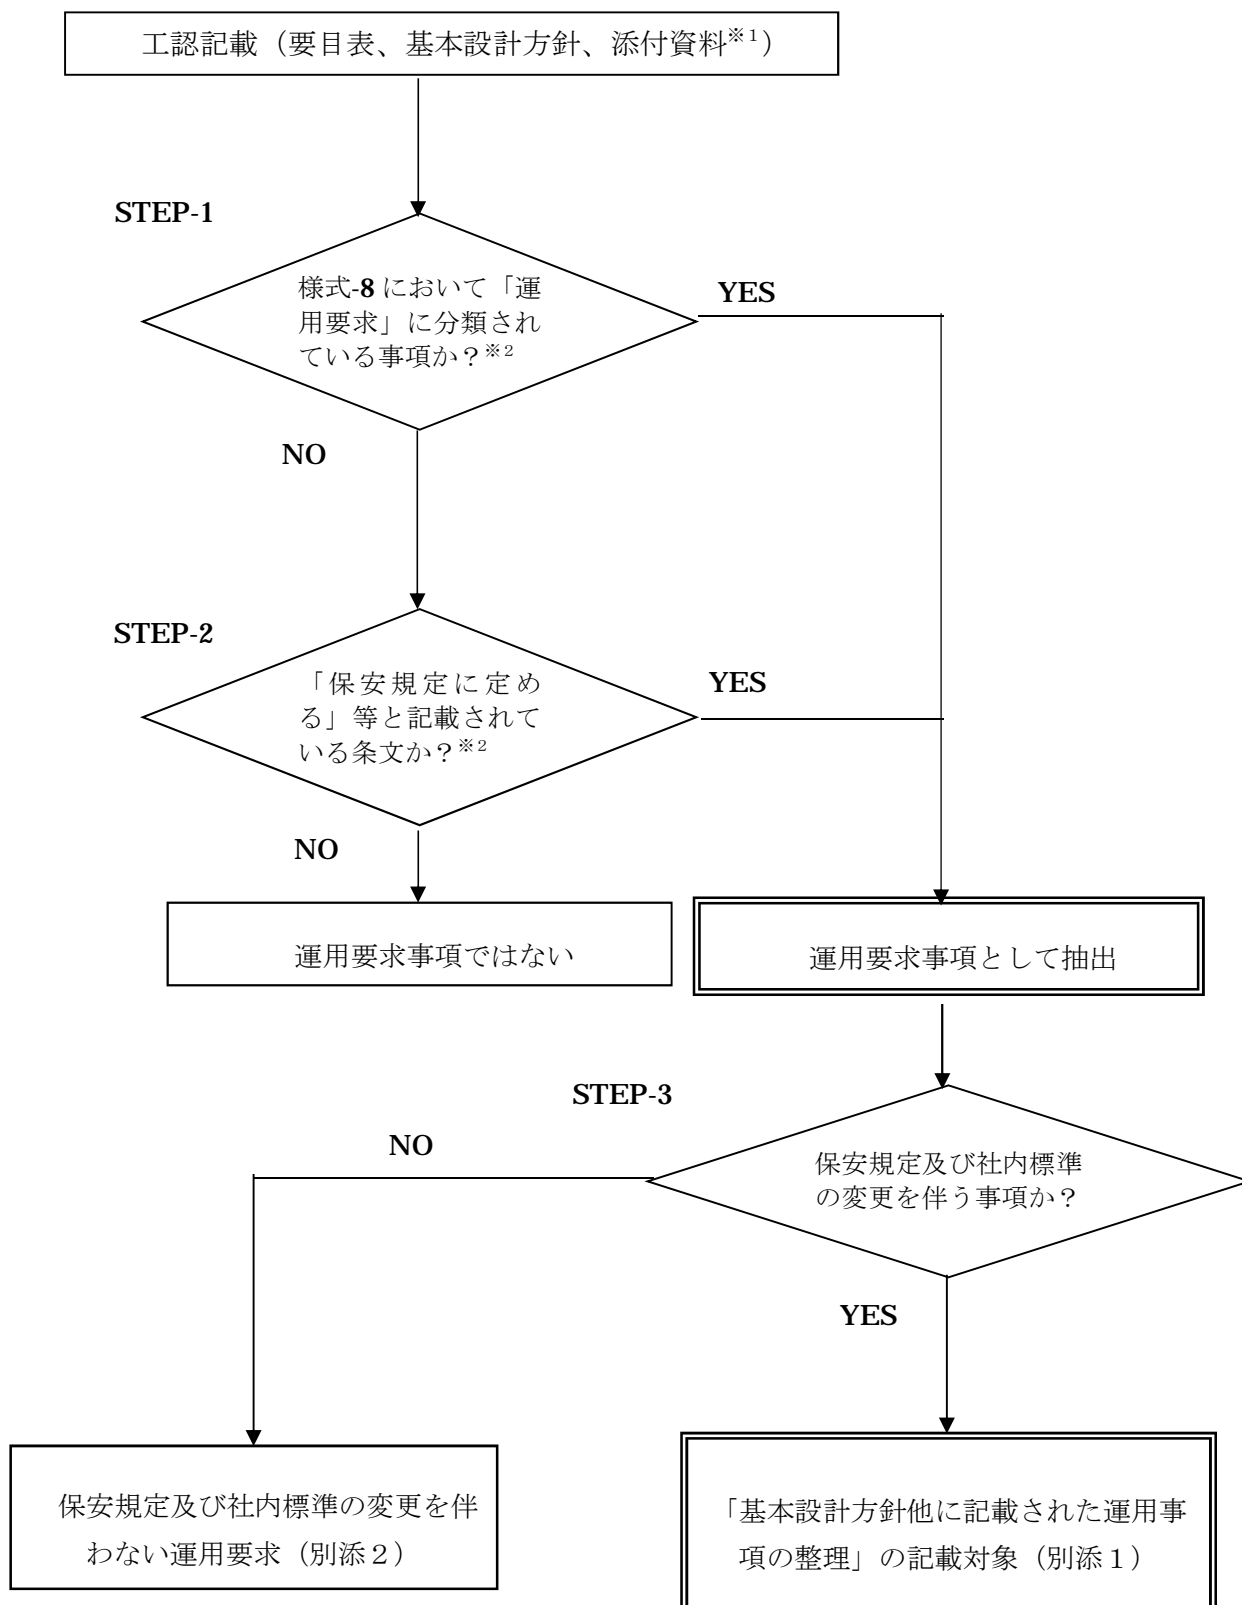 工認記載（要目表、基本設計方針、添付資料※1）
STEP-1
様式-8 において「運
用要求」に分類され
ている事項か？※2
YES
NO
STEP-2
「保安規定に定め
る」等と記載されて
いる条文か？※2
YES
NO
運用要求事項ではない
運用要求事項として抽出
STEP-3
NO
保安規定及び社内標準
の変更を伴う事項か？
YES
保安規定及び社内標準の変更を伴
わない運用要求（別添２）
「基本設計方針他に記載された運用事
項の整理」の記載対象（別添１）